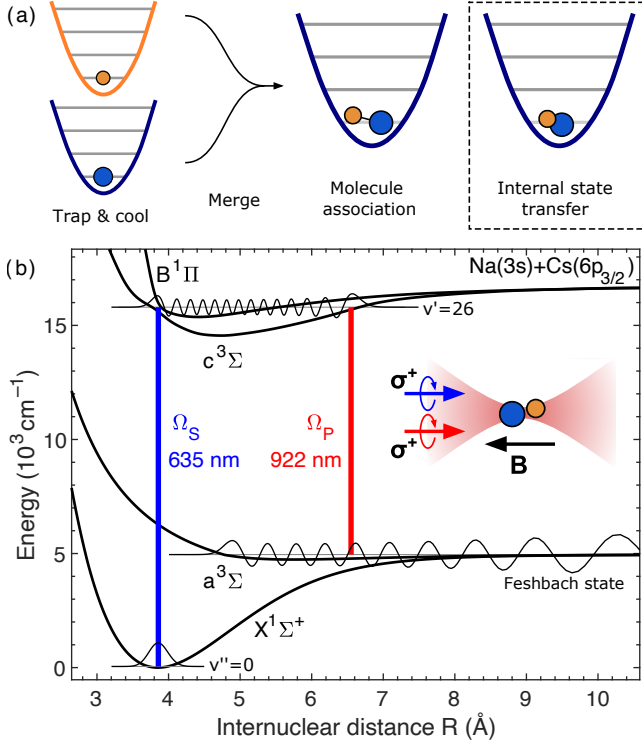 (a)
Trap & cool
Merge
Molecule
association
Internal state
transfer
(b)
B¹Π
Na(3s)+Cs(6p₃/₂)
v'=26
c³Σ
Ω_S
635 nm
Ω_P
922 nm
σ⁺
σ⁺
B
a³Σ
Feshbach state
X¹Σ⁺
v''=0
Energy (10³ cm⁻¹)
15
10
5
0
3 4 5 6 7 8 9 10
Internuclear distance R (Å)